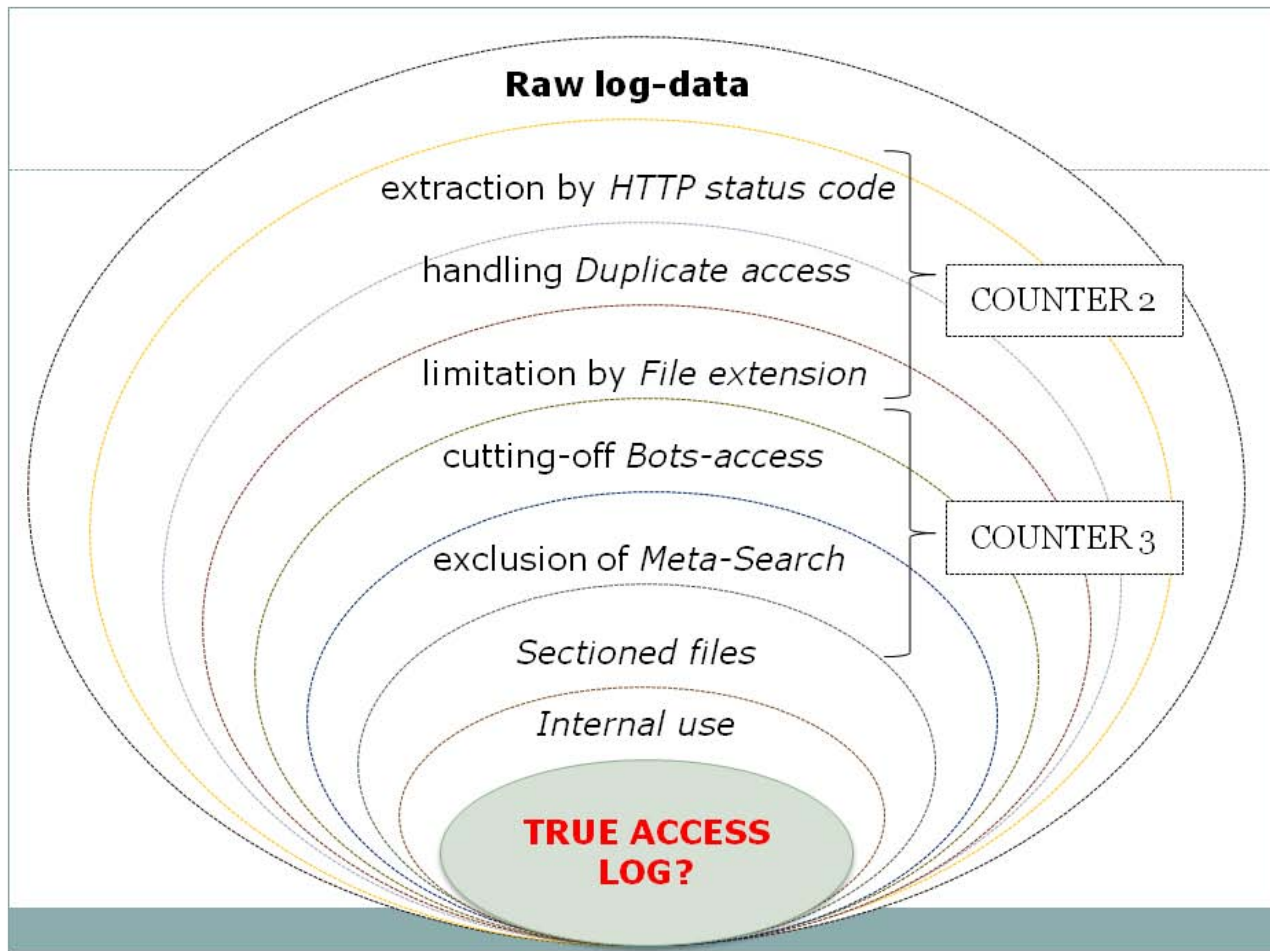 Raw log-data
extraction by HTTP status code
handling Duplicate access
COUNTER 2
limitation by File extension
cutting-off Bots-access
COUNTER 3
exclusion of Meta-Search
Sectioned files
Internal use
TRUE ACCESS
LOG?